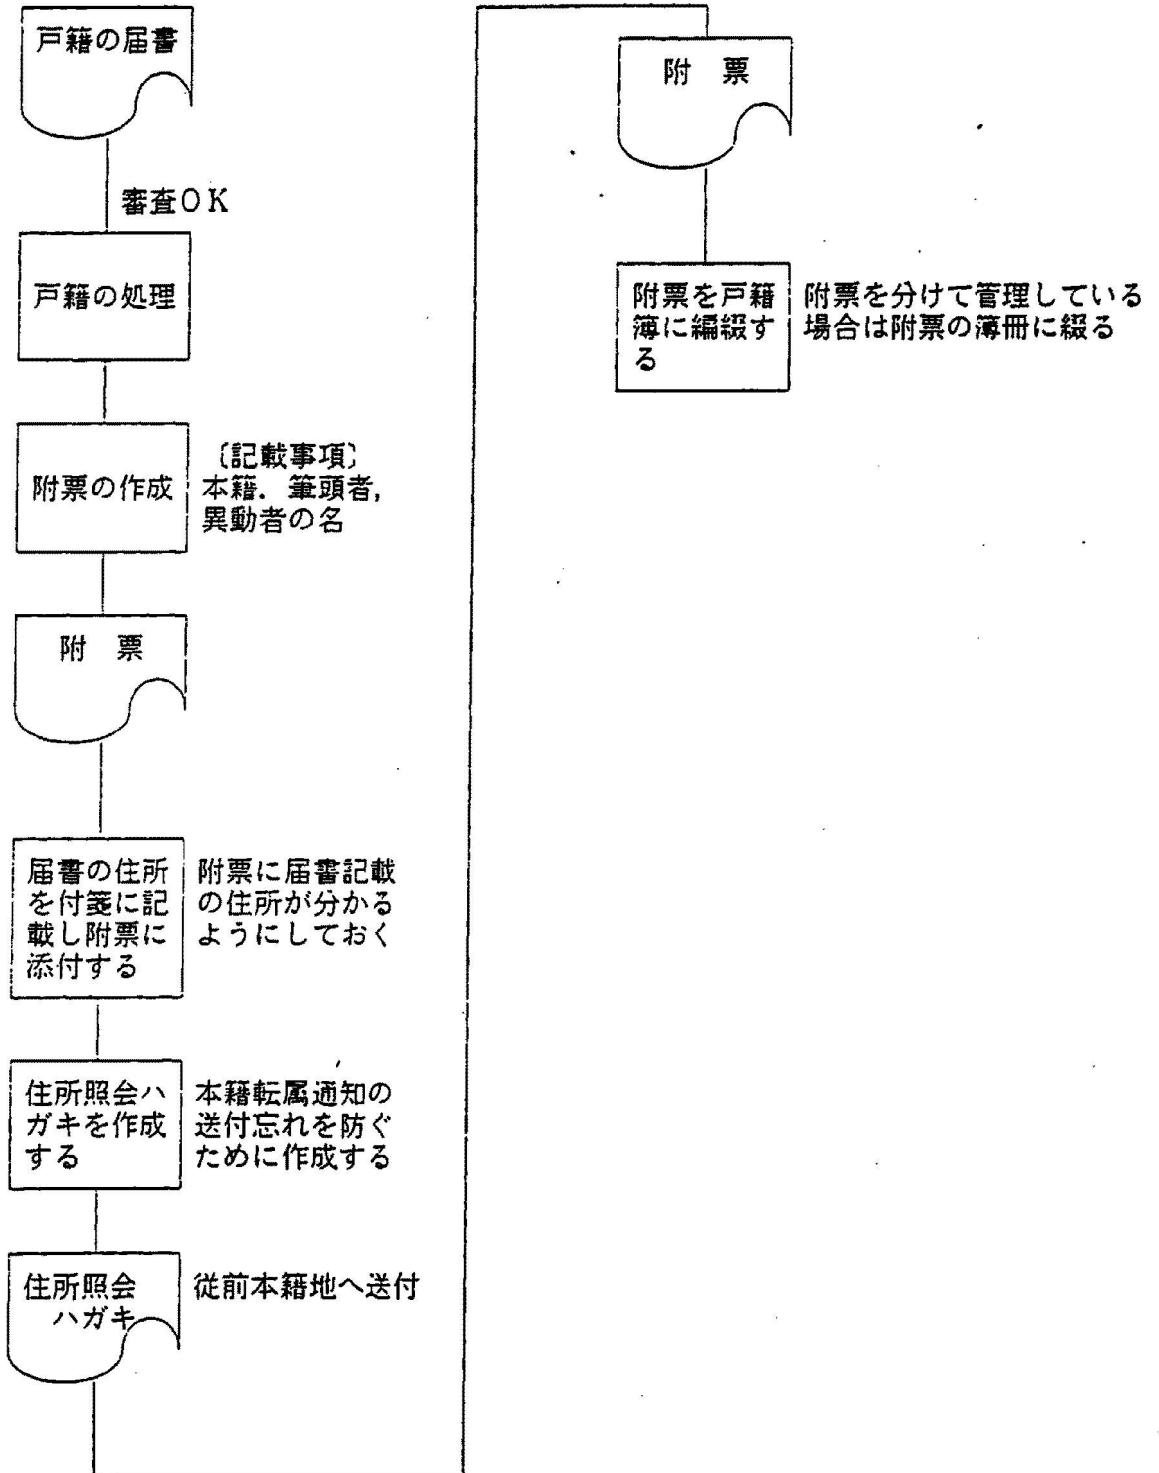 戸籍の届書
審査OK
戸籍の処理
附票の作成
〔記載事項〕
本籍．筆頭者，
異動者の名
附　票
届書の住所
を付箋に記
載し附票に
添付する
附票に届書記載
の住所が分かる
ようにしておく
住所照会ハ
ガキを作成
する
本籍転属通知の
送付忘れを防ぐ
ために作成する
住所照会
ハガキ
従前本籍地へ送付
附　票
附票を戸籍
簿に編綴す
る
附票を分けて管理している
場合は附票の薄冊に綴る